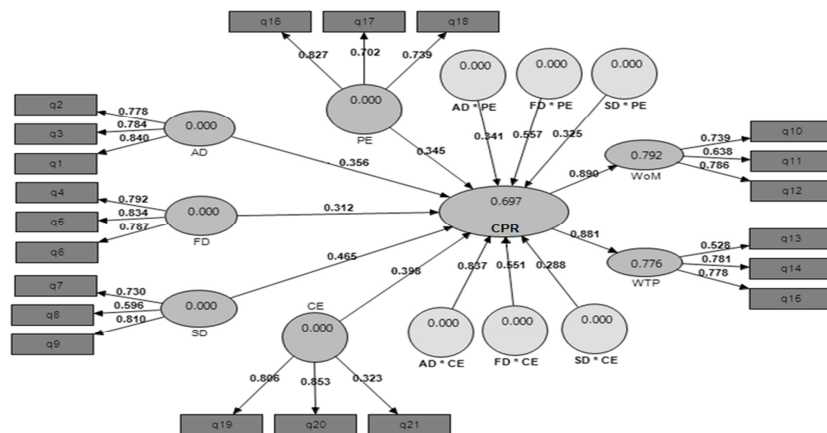 q16 q17 q18
0.827 0.702 0.739
0.000 0.000 0.000
AD * PE FD * PE SD * PE
0.000
PE
q2
q3
q1
0.778
0.784
0.840
0.000
AD
0.341 0.557 0.325
0.345
0.356
q10
q11
q12
0.739
0.638
0.786
0.792
WoM
0.890
q4
q5
q6
0.792
0.834
0.787
0.000
FD
0.312
0.697
CPR
0.881
q13
q14
q15
0.528
0.781
0.778
0.776
WTP
q7
q8
q9
0.730
0.596
0.810
0.000
SD
0.465
0.398
0.837 0.551 0.288
CE
0.000
0.000 0.000 0.000
AD * CE FD * CE SD * CE
0.806 0.853 0.323
q19 q20 q21